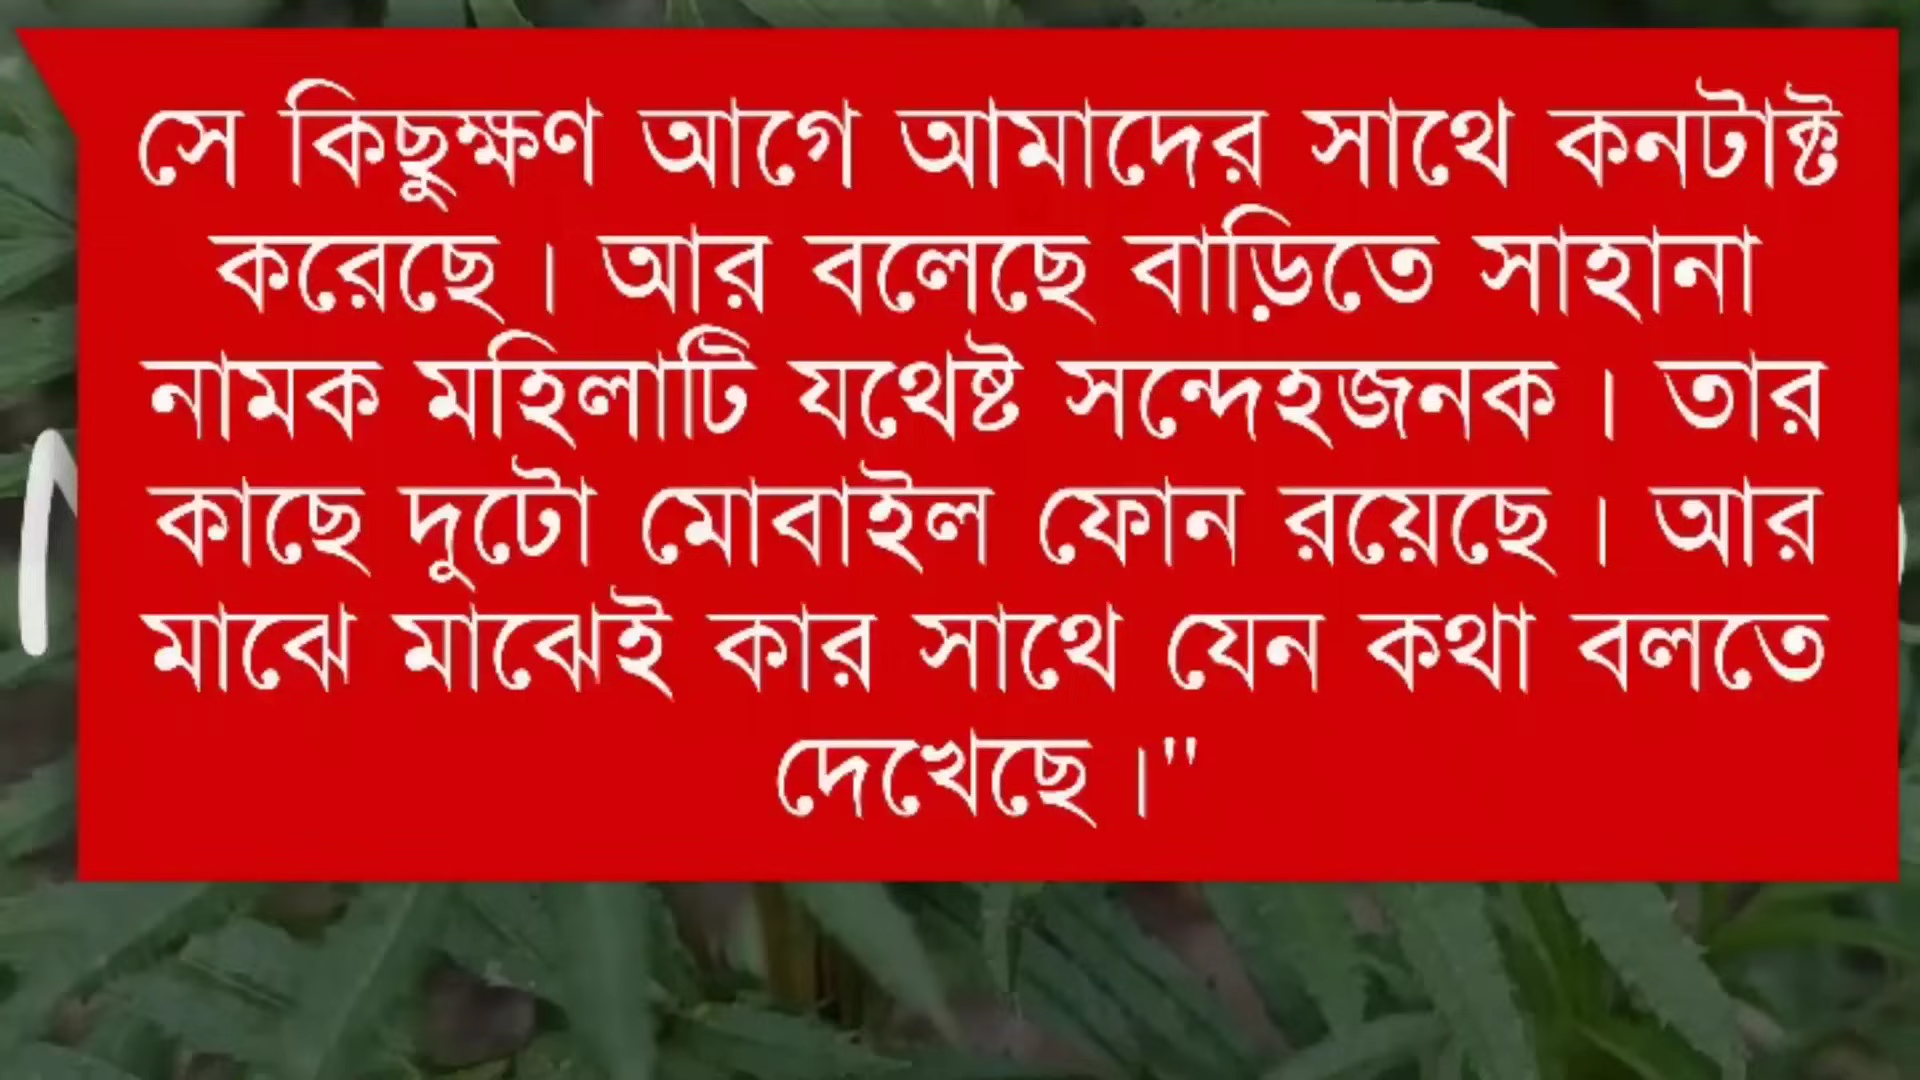 সে কিছুক্ষণ আগে আমাদের সাথে কনটাক্ট
করেছে। আর বলেছে বাড়িতে সাহানা
নামক মহিলাটি যথেষ্ট সন্দেহজনক। তার
কাছে দুটো মোবাইল ফোন রয়েছে। আর
মাঝে মাঝেই কার সাথে যেন কথা বলতে
দেখেছে।"